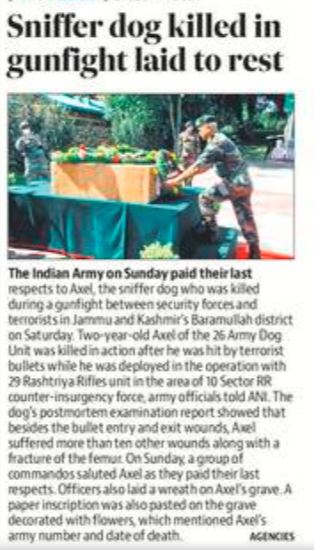 Sniffer dog killed in
gunfight laid to rest
The Indian Army on Sunday paid their last
respects to Axel, the sniffer dog who was killed
during a gunfight between security forces and
terrorists in Jammu and Kashmir's Baramullah district
on Saturday. Two-year-old Axel of the 26 Army Dog
Unit was killed in action after he was hit by terrorist
bullets while he was deployed in the operation with
29 Rashtriya Rifles unit in the area of 10 Sector RR
counter-insurgency force, army officials told ANI. The
dog's postmortem examination report showed that
besides the bullet entry and exit wounds, Axel
suffered more than ten other wounds along with a
fracture of the femur. On Sunday, a group of
commandos saluted Axel as they paid their last
respects. Officers also laid a wreath on Axel's grave. A
paper inscription was also pasted on the grave
decorated with flowers, which mentioned Axel's
army number and date of death. AGENCIES